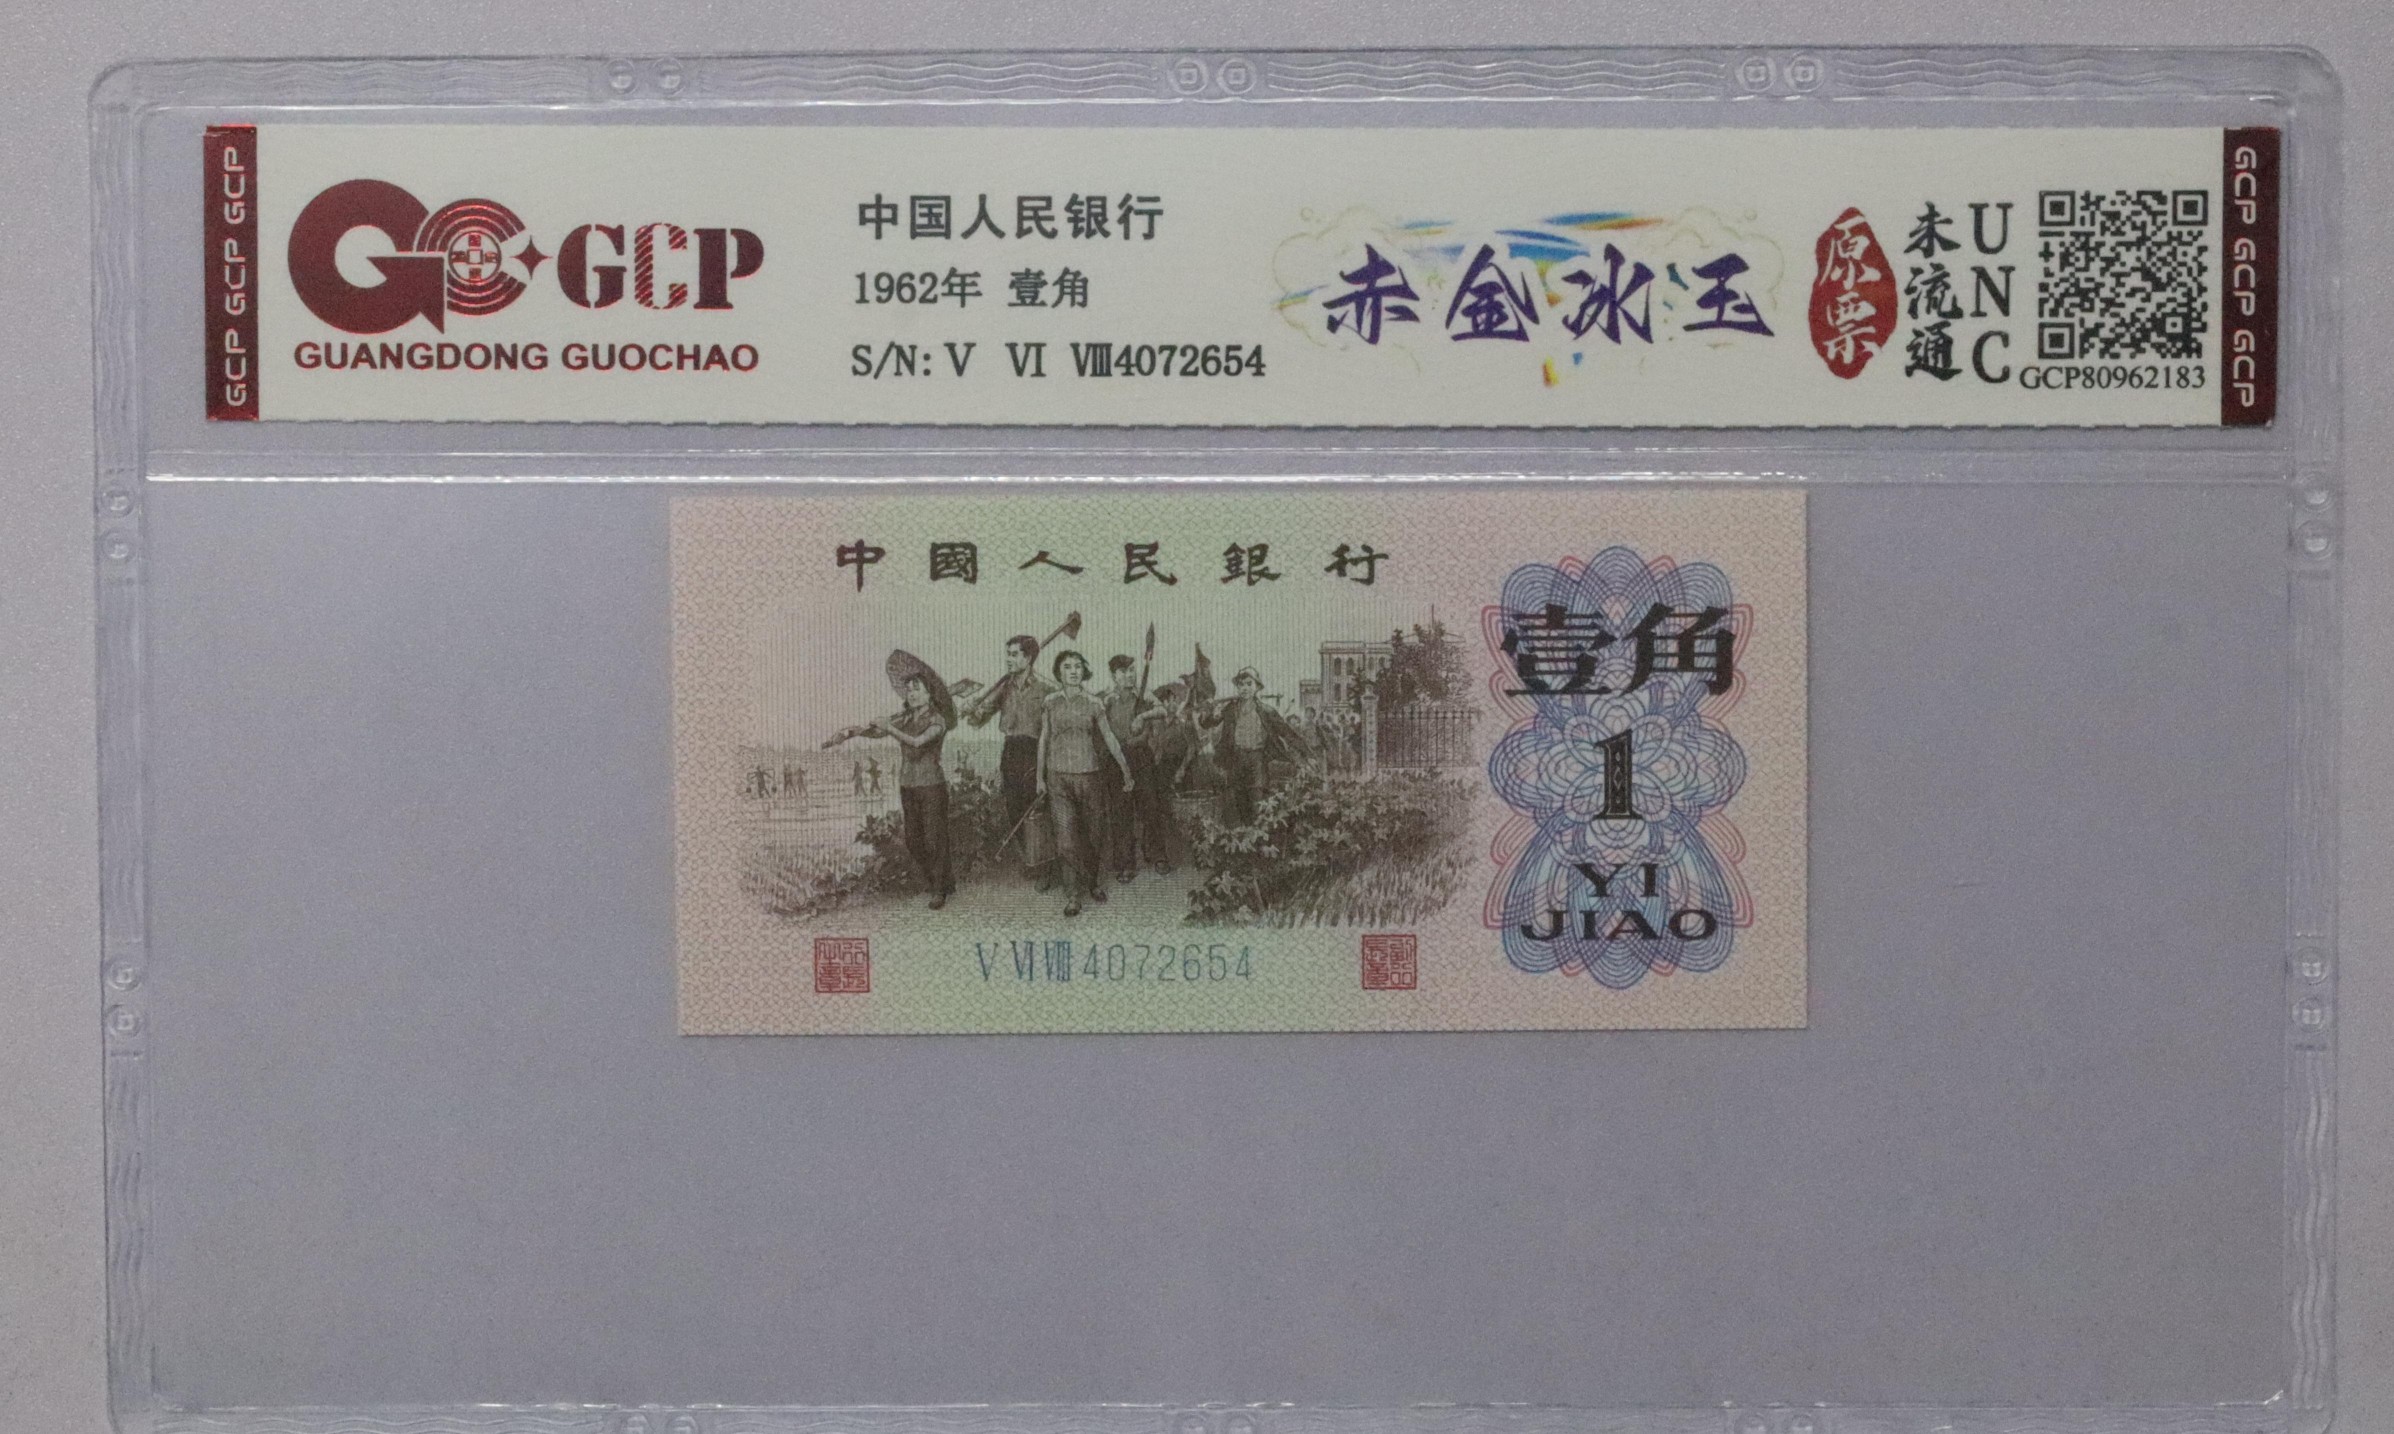 GCP GCP GCP
GCP
GUANGDONG GUOCHAO
中国人民银行
1962年 壹角
S/N: Ⅴ Ⅵ Ⅷ4072654
赤金冰玉
原票
未流通
UNC
GCP80962183
GCP GCP GCP
中國人民銀行
壹角
1
YI
JIAO
Ⅴ Ⅵ Ⅷ 4072654